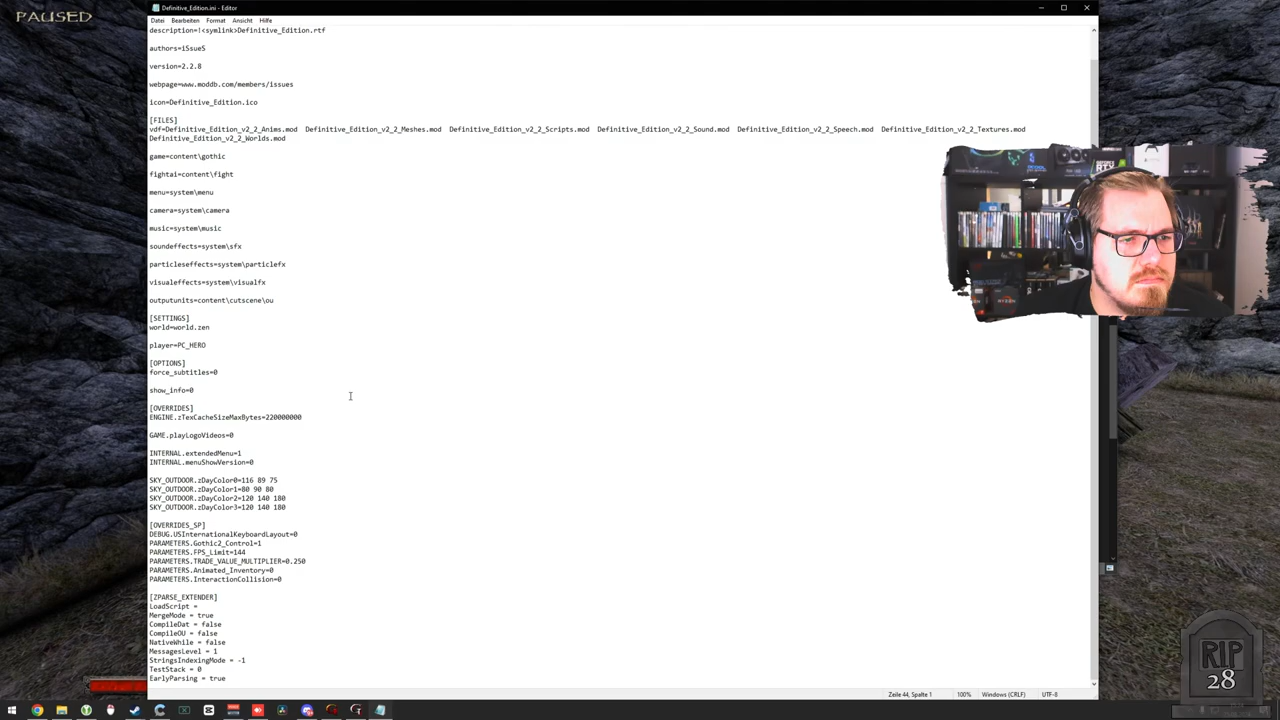 PAUSED
Definitive_Edition.ini - Editor
Datei Bearbeiten Format Ansicht Hilfe
description=!<symlink>Definitive_Edition.rtf
authors=iSsueS
version=2.2.8
webpage=www.moddb.com/members/issues
icon=Definitive_Edition.ico
[FILES]
vdf=Definitive_Edition_v2_2_Anims.mod Definitive_Edition_v2_2_Meshes.mod Definitive_Edition_v2_2_Scripts.mod Definitive_Edition_v2_2_Sound.mod Definitive_Edition_v2_2_Speech.mod Definitive_Edition_v2_2_Textures.mod
Definitive_Edition_v2_2_Worlds.mod
game=content\gothic
fightai=content\fight
menu=system\menu
camera=system\camera
music=system\music
soundeffects=system\sfx
particleseffects=system\particlefx
visualeffects=system\visualfx
outputunits=content\cutscene\ou
[SETTINGS]
world=world.zen
player=PC_HERO
[OPTIONS]
force_subtitles=0
show_info=0
[OVERRIDES]
ENGINE.zTexCacheSizeMaxBytes=220000000
GAME.playLogoVideos=0
INTERNAL.extendedMenu=1
INTERNAL.menuShowVersion=0
SKY_OUTDOOR.zDayColor0=116 89 75
SKY_OUTDOOR.zDayColor1=80 90 80
SKY_OUTDOOR.zDayColor2=120 140 180
SKY_OUTDOOR.zDayColor3=120 140 180
[OVERRIDES_SP]
DEBUG.USInternationalKeyboardLayout=0
PARAMETERS.Gothic2_Control=1
PARAMETERS.FPS_Limit=144
PARAMETERS.TRADE_VALUE_MULTIPLIER=0.250
PARAMETERS.Animated_Inventory=0
PARAMETERS.InteractionCollision=0
[ZPARSE_EXTENDER]
LoadScript =
MergeMode = true
CompileDat = false
CompileOU = false
NativeWhile = false
MessagesLevel = 1
StringsIndexingMode = -1
TestStack = 0
EarlyParsing = true
Zeile 44, Spalte 1 100% Windows (CRLF) UTF-8
RIP
28